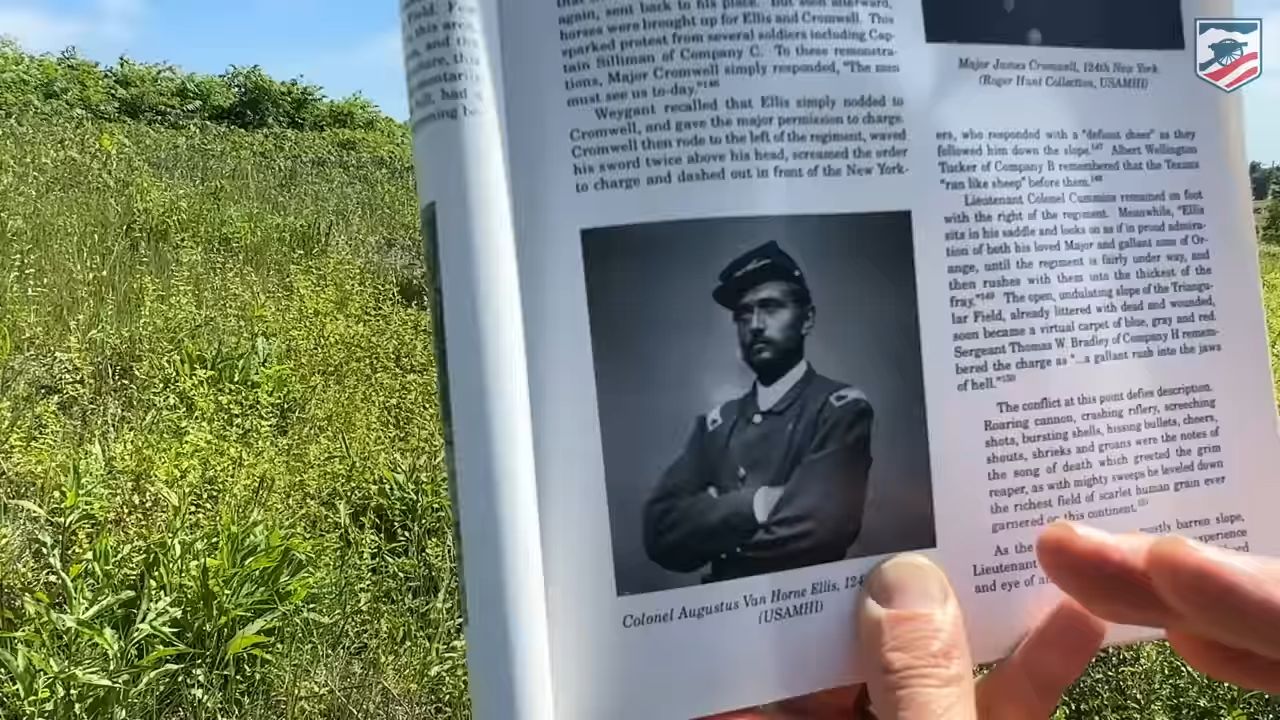 again, sent back to his place. But soon afterward,
horses were brought up for Ellis and Cromwell. This
sparked protest from several soldiers including Cap-
tain Silliman of Company C. To these remonstra-
tions, Major Cromwell simply responded, "The men
must see us to-day."146
Weygant recalled that Ellis simply nodded to
Cromwell, and gave the major permission to charge.
Cromwell then rode to the left of the regiment, waved
his sword twice above his head, screamed the order
to charge and dashed out in front of the New York-
Colonel Augustus Van Horne Ellis, 124
(USAMHI)
Major James Cromwell, 124th New York
(Roger Hunt Collection, USAMHI)
ers, who responded with a "defiant cheer" as they
followed him down the slope.147 Albert Wellington
Tucker of Company B remembered that the Texans
"ran like sheep" before them.148
Lieutenant Colonel Cummins remained on foot
with the right of the regiment. Meanwhile, "Ellis
sits in his saddle and looks on as if in proud admira-
tion of both his loved Major and gallant sons of Or-
ange, until the regiment is fairly under way, and
then rushes with them into the thickest of the
fray."149 The open, undulating slope of the Triangu-
lar Field, already littered with dead and wounded,
soon became a virtual carpet of blue, gray and red.
Sergeant Thomas W. Bradley of Company H remem-
bered the charge as "...a gallant rush into the jaws
of hell."150
The conflict at this point defies description.
Roaring cannon, crashing riflery, screeching
shots, bursting shells, hissing bullets, cheers,
shouts, shrieks and groans were the notes of
the song of death which greeted the grim
reaper, as with mighty sweeps he leveled down
the richest field of scarlet human grain ever
garnered on this continent.151
As the mostly barren slope,
Lieutenant
and eye of